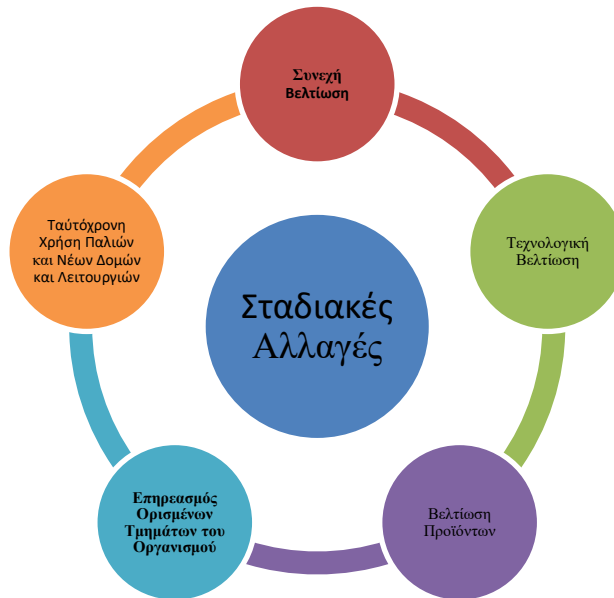 Συνεχή
Βελτίωση
Τεχνολογική
Βελτίωση
Βελτίωση
Προϊόντων
Επηρεασμός
Ορισμένων
Τμημάτων του
Οργανισμού
Ταύτόχρονη
Χρήση Παλιών
και Νέων Δομών
και Λειτουργιών
Σταδιακές
Αλλαγές